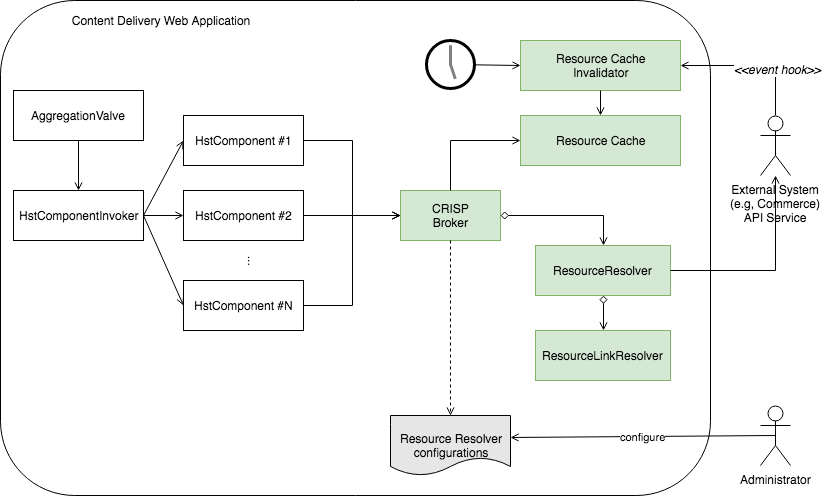 Content Delivery Web Application
Resource Cache
Invalidator
<<event hook>>
AggregationValve
HstComponent #1
Resource Cache
HstComponentInvoker
HstComponent #2
CRISP
Broker
External System
(e.g, Commerce)
API Service
⋮
ResourceResolver
HstComponent #N
ResourceLinkResolver
Resource Resolver
configurations
configure
Administrator